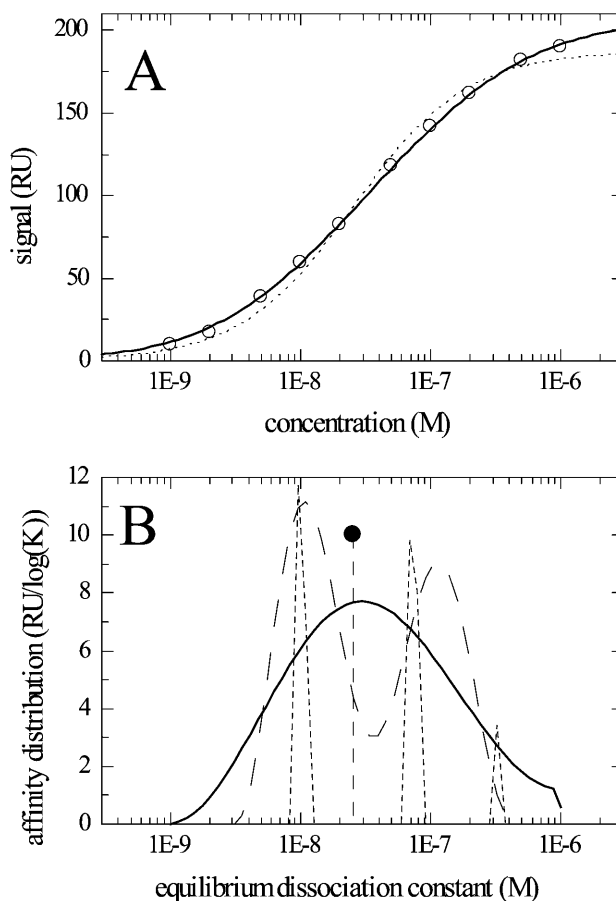 A
200
150
100
50
0
signal (RU)
1E-9 1E-8 1E-7 1E-6
concentration (M)
B
12
10
8
6
4
2
0
affinity distribution (RU/log(K))
1E-9 1E-8 1E-7 1E-6
equilibrium dissociation constant (M)